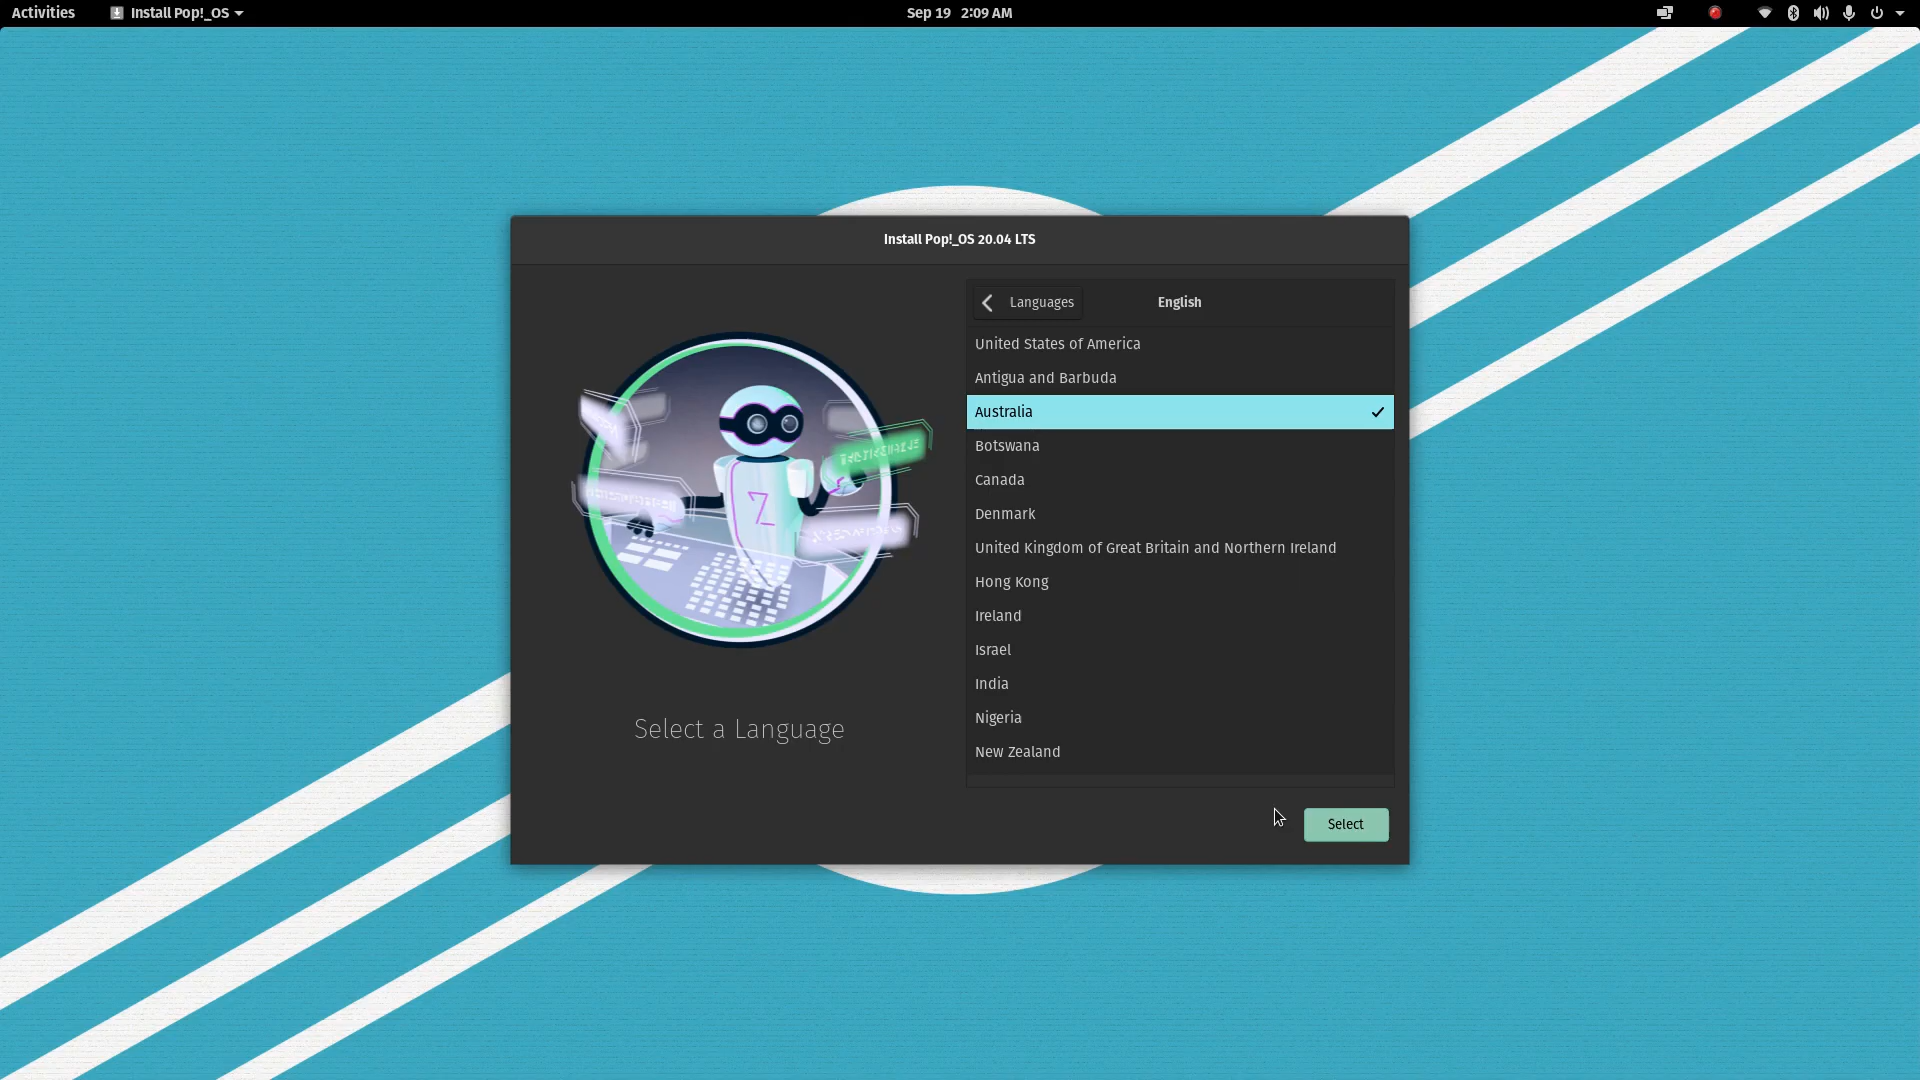 Activities
Install Pop!_OS
Sep 19 2:09 AM
Install Pop!_OS 20.04 LTS
Languages
English
United States of America
Antigua and Barbuda
Australia
Botswana
Canada
Denmark
United Kingdom of Great Britain and Northern Ireland
Hong Kong
Ireland
Israel
India
Nigeria
New Zealand
Select a Language
Select